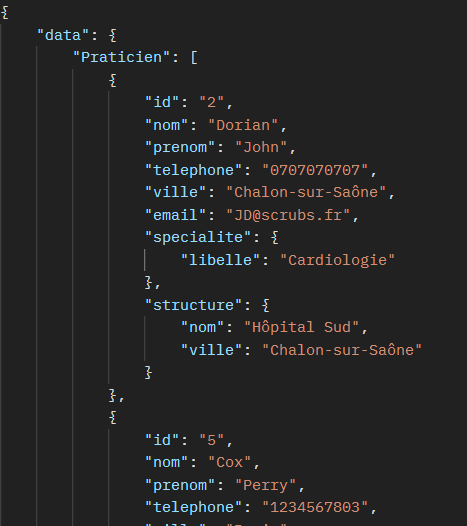 {
"data": {
"Praticien": [
{
"id": "2",
"nom": "Dorian",
"prenom": "John",
"telephone": "0707070707",
"ville": "Chalon-sur-Saône",
"email": "JD@scrubs.fr",
"specialite": {
"libelle": "Cardiologie"
},
"structure": {
"nom": "Hôpital Sud",
"ville": "Chalon-sur-Saône"
}
},
{
"id": "5",
"nom": "Cox",
"prenom": "Perry",
"telephone": "1234567803",